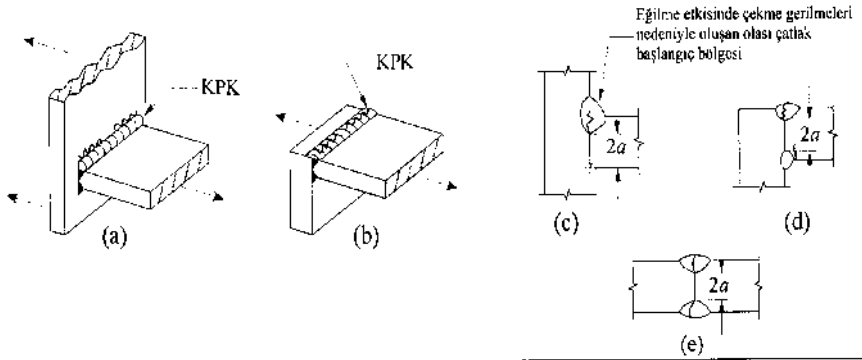 KPK
(a)
KPK
(b)
Eğilme etkisinde çekme gerilmeleri
nedeniyle oluşan olası çatlak
başlangıç bölgesi
2a
(c)
2a
(d)
2a
(e)